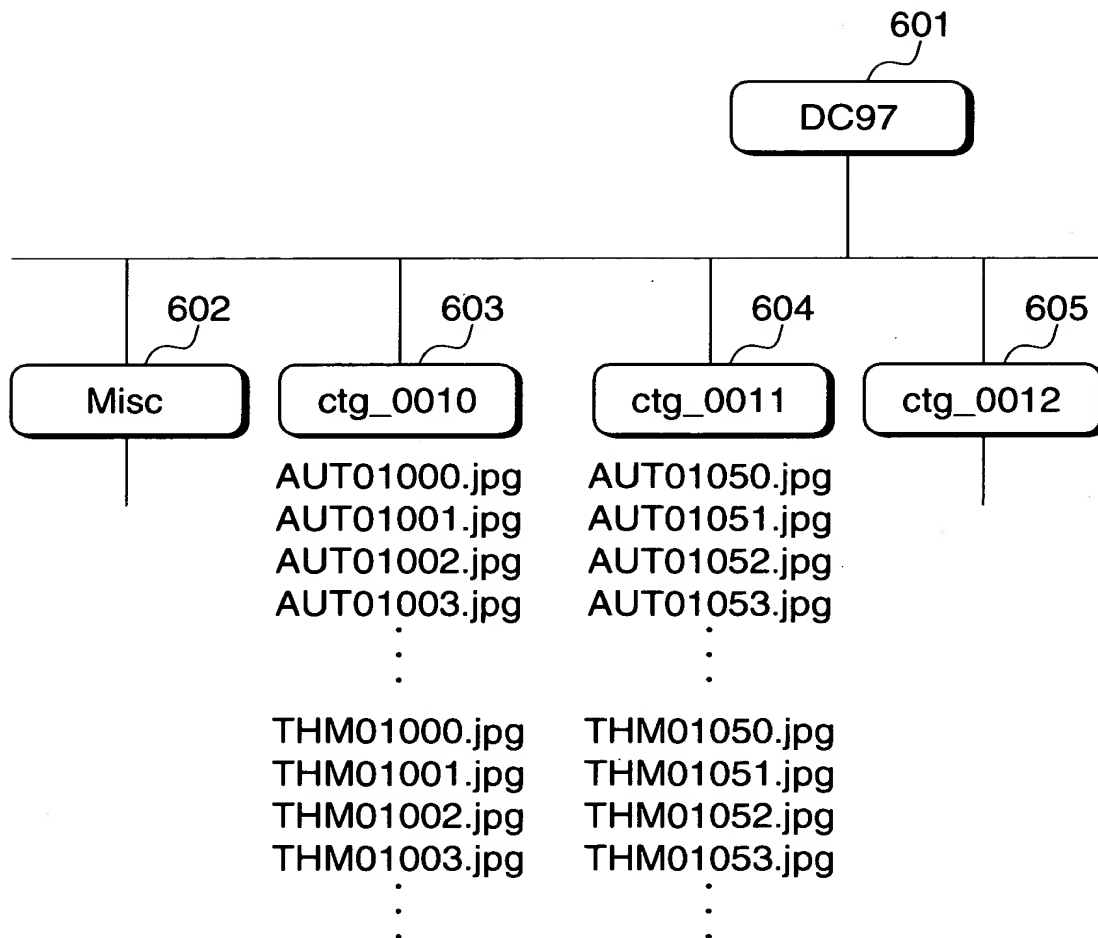 601
DC97
602 603 604 605
Misc ctg_0010 ctg_0011 ctg_0012
AUT01000.jpg AUT01050.jpg
AUT01001.jpg AUT01051.jpg
AUT01002.jpg AUT01052.jpg
AUT01003.jpg AUT01053.jpg
THM01000.jpg THM01050.jpg
THM01001.jpg THM01051.jpg
THM01002.jpg THM01052.jpg
THM01003.jpg THM01053.jpg